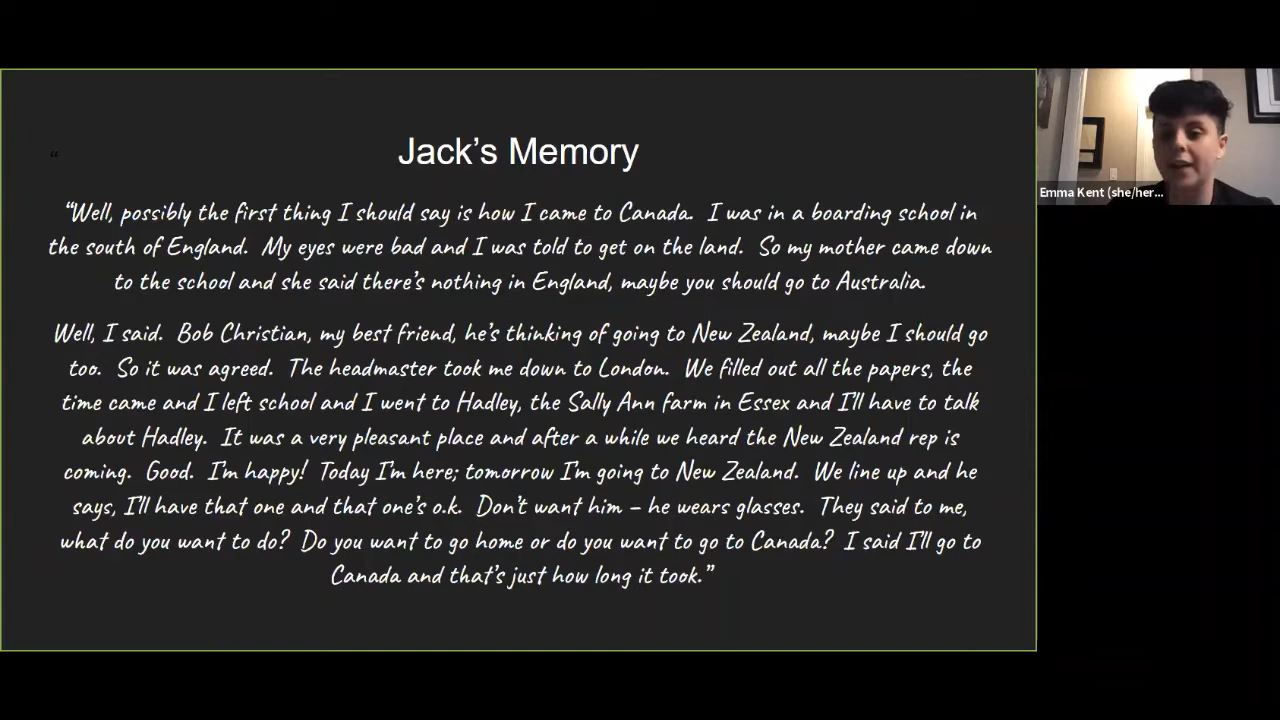 “
Jack’s Memory
“Well, possibly the first thing I should say is how I came to Canada. I was in a boarding school in
the south of England. My eyes were bad and I was told to get on the land. So my mother came down
to the school and she said there’s nothing in England, maybe you should go to Australia.
Well, I said. Bob Christian, my best friend, he’s thinking of going to New Zealand, maybe I should go
too. So it was agreed. The headmaster took me down to London. We filled out all the papers, the
time came and I left school and I went to Hadley, the Sally Ann farm in Essex and I’ll have to talk
about Hadley. It was a very pleasant place and after a while we heard the New Zealand rep is
coming. Good. I’m happy! Today I’m here; tomorrow I’m going to New Zealand. We line up and he
says, I’ll have that one and that one’s o.k. Don’t want him – he wears glasses. They said to me,
what do you want to do? Do you want to go home or do you want to go to Canada? I said I’ll go to
Canada and that’s just how long it took.”
Emma Kent (she/her...